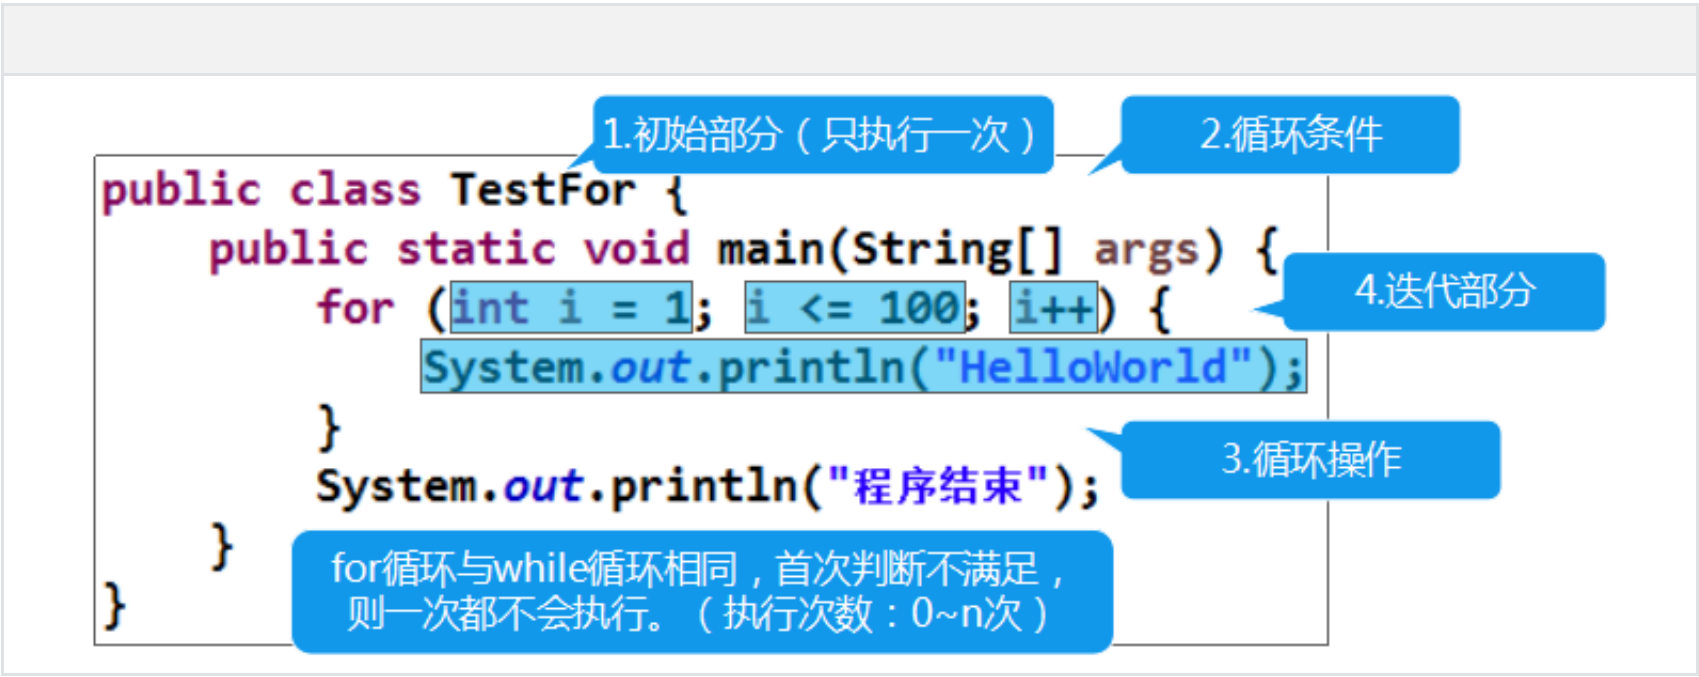 1.初始部分（只执行一次）
2.循环条件
public class TestFor {
public static void main(String[] args) {
for (int i = 1; i <= 100; i++) {
4.迭代部分
System.out.println("HelloWorld");
}
3.循环操作
System.out.println("程序结束");
}
for循环与while循环相同，首次判断不满足，
则一次都不会执行。（执行次数：0~n次）
}